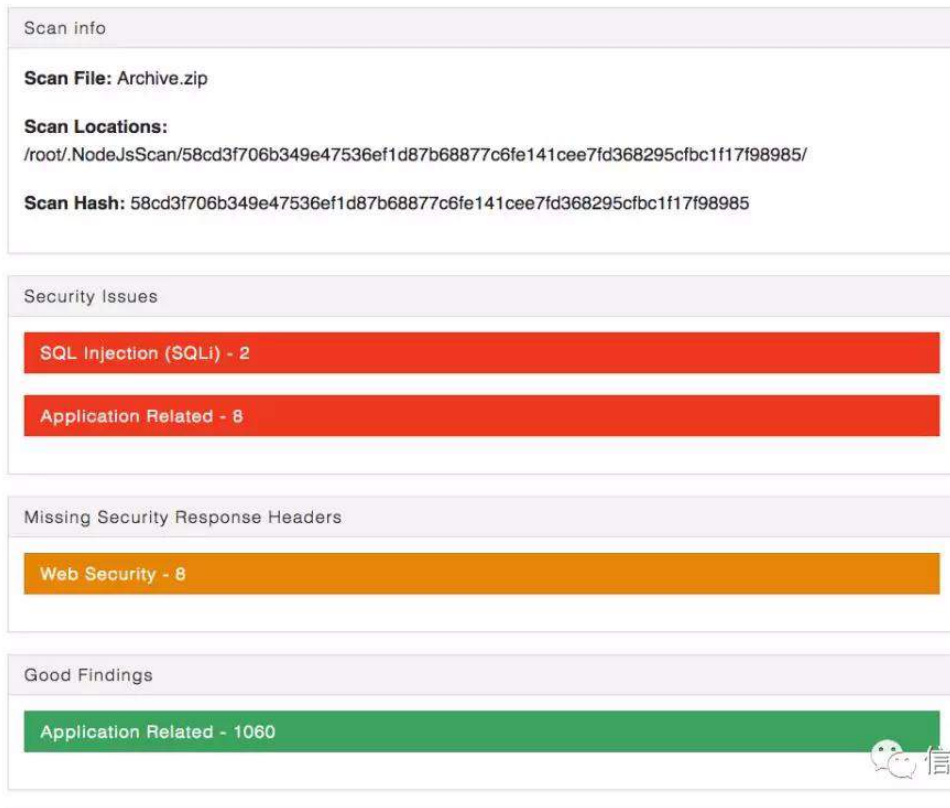 Scan info
Scan File: Archive.zip
Scan Locations:
/root/.NodeJsScan/58cd3f706b349e47536ef1d87b68877c6fe141cee7fd368295cfbc1f17f98985/
Scan Hash: 58cd3f706b349e47536ef1d87b68877c6fe141cee7fd368295cfbc1f17f98985
Security Issues
SQL Injection (SQLi) - 2
Application Related - 8
Missing Security Response Headers
Web Security - 8
Good Findings
Application Related - 1060
信